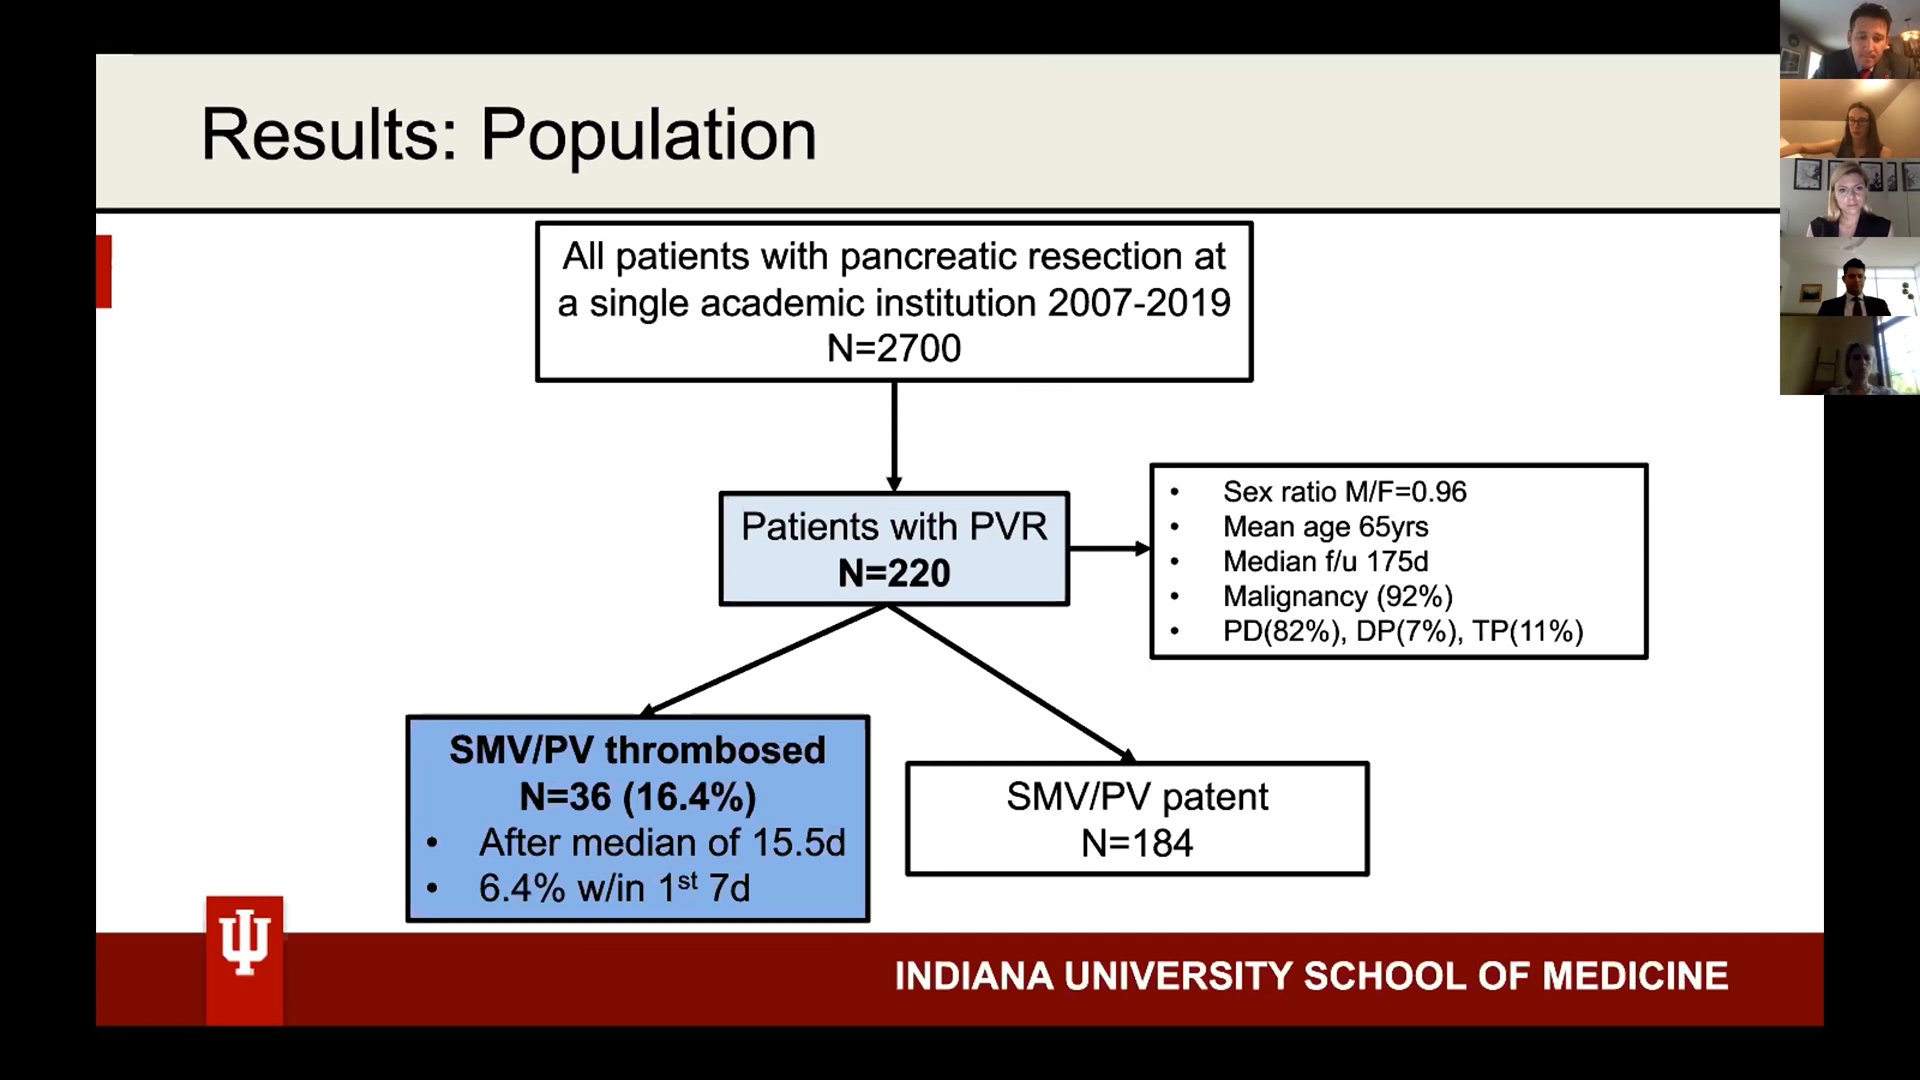 Results: Population
All patients with pancreatic resection at
a single academic institution 2007-2019
N=2700
Patients with PVR
N=220
• Sex ratio M/F=0.96
• Mean age 65yrs
• Median f/u 175d
• Malignancy (92%)
• PD(82%), DP(7%), TP(11%)
SMV/PV thrombosed
N=36 (16.4%)
• After median of 15.5d
• 6.4% w/in 1st 7d
SMV/PV patent
N=184
INDIANA UNIVERSITY SCHOOL OF MEDICINE